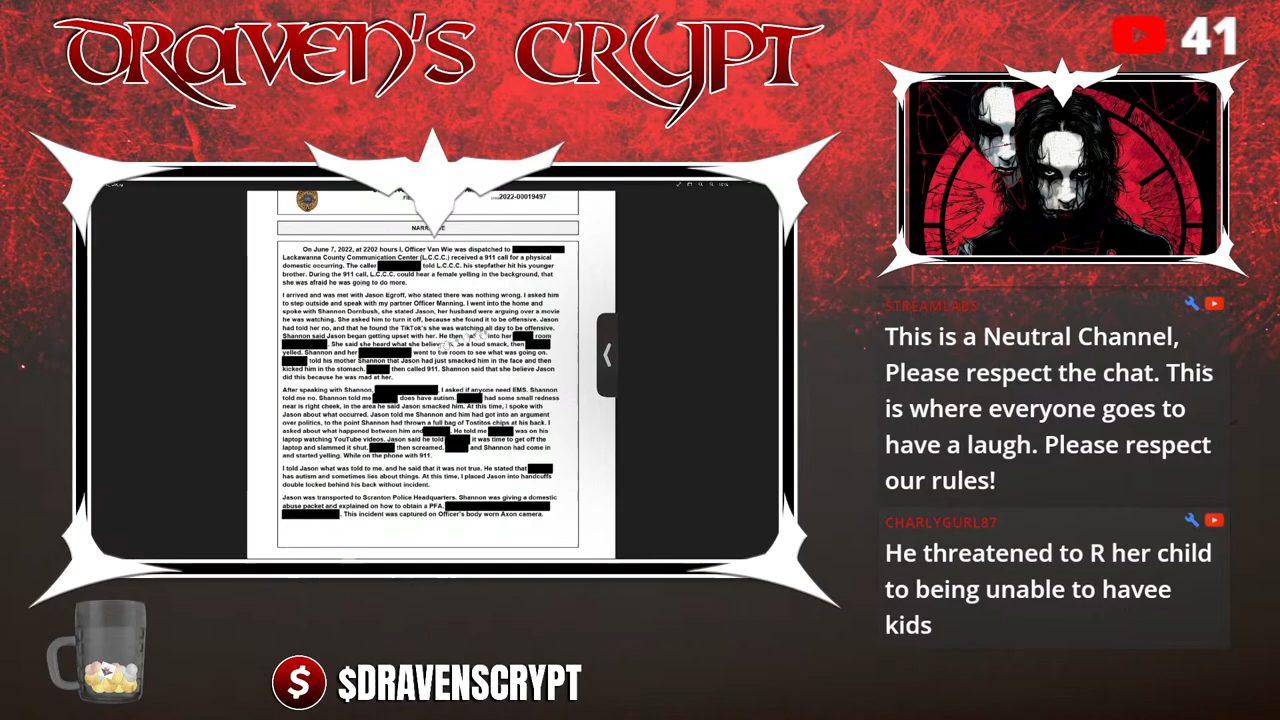 DRAVEN'S CRYPT
41
2022-00019497
On June 7, 2022, at 2202 hours I, Officer Van Wie was dispatched to
Lackawanna County Communication Center (L.C.C.C.) received a 911 call for a physical
domestic occurring. The caller told L.C.C.C. his stepfather hit his younger
brother. During the 911 call, L.C.C.C. could hear a female yelling in the background, that
she was afraid he was going to do more.
I arrived and was met with Jason Egroff, who stated there was nothing wrong. I asked him
to step outside and speak with my partner Officer Manning. I went into the home and
spoke with Shannon Dornbush, she stated Jason, her husband were arguing over a movie
he was watching. She asked him to turn it off, because she found it to be offensive. Jason
had told her no, and that he found the TikTok's she was watching all day to be offensive.
Shannon said Jason began getting upset with her. He then into her room
. She said she heard what she be a loud smack, then
yelled. Shannon and her went to the room to see what was going on.
told his mother Shannon that Jason had just smacked him in the face and then
kicked him in the stomach. then called 911. Shannon said that she believe Jason
did this because he was mad at her.
After speaking with Shannon, . I asked if anyone need EMS. Shannon
told me no. Shannon told me does have autism. had some small redness
near is right cheek, in the area he said Jason smacked him. At this time, I spoke with
Jason about what occurred. Jason told me Shannon and him had got into an argument
over politics, to the point Shannon had thrown a full bag of Tostitos chips at his back. I
asked about what happened between him and . He told me was on his
laptop watching YouTube videos. Jason said he told it was time to get off the
laptop and slammed it shut. then screamed. and Shannon had come in
and started yelling. While on the phone with 911.
I told Jason what was told to me, and he said that it was not true. He stated that
has autism and sometimes lies about things. At this time, I placed Jason into handcuffs
double locked behind his back without incident.
Jason was transported to Scranton Police Headquarters. Shannon was giving a domestic
abuse packet and explained on how to obtain a PFA.
. This incident was captured on Officer's body worn Axon camera.
STREAMLABS
This is a Neutral Channel,
Please respect the chat. This
is where everyone goes to
have a laugh. Please respect
our rules!
CHARLYGURL87
He threatened to R her child
to being unable to havee
kids
$ $DRAVENSCRYPT